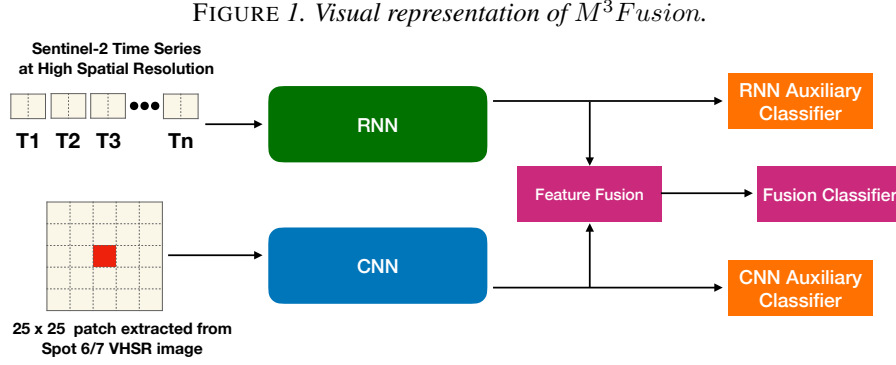 FIGURE 1. Visual representation of M³Fusion.
Sentinel-2 Time Series
at High Spatial Resolution
T1 T2 T3 Tn
RNN
RNN Auxiliary
Classifier
Feature Fusion
Fusion Classifier
CNN
CNN Auxiliary
Classifier
25 x 25 patch extracted from
Spot 6/7 VHSR image